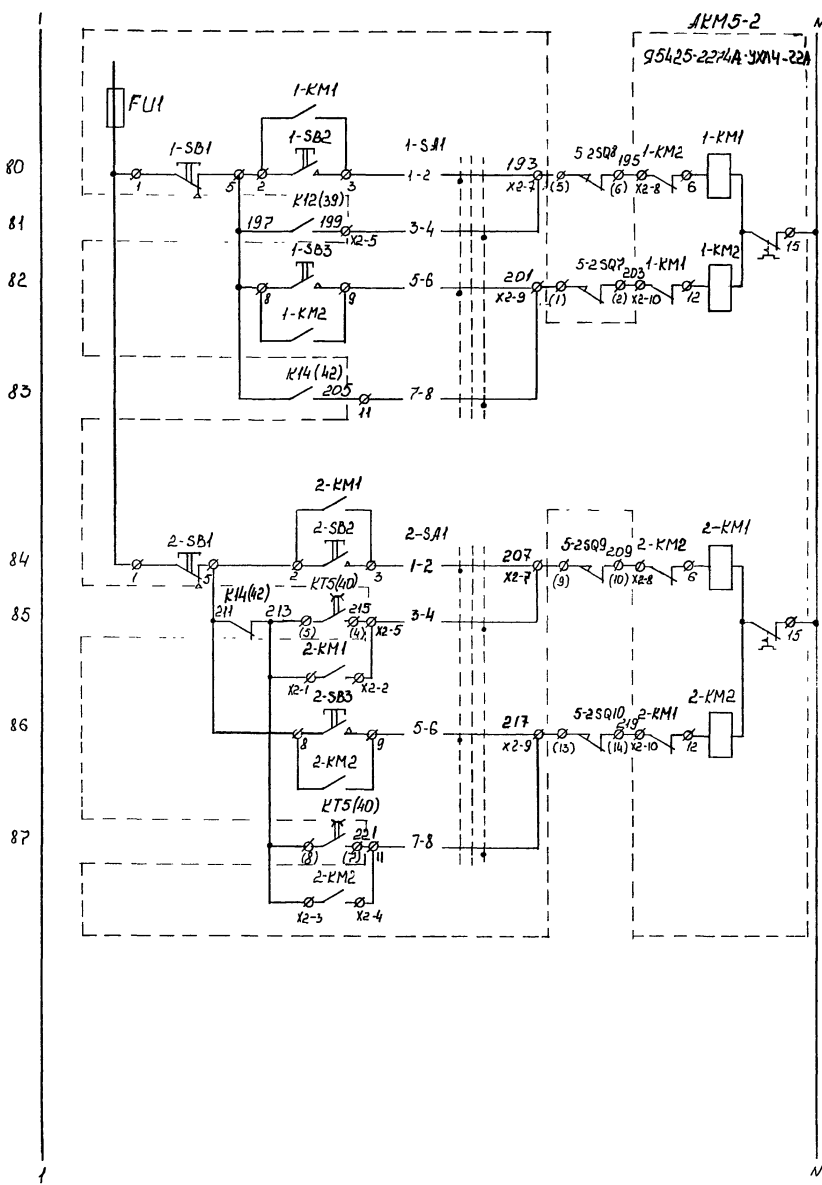 1
N
АКМ5-2
Я5425-2274А-УХЛ4-22А
FU1
1-KM1
1-SB1
1-SB2
1-SA1
80
1
5
2
3
1-2
193
X2-7
(5)
5-2SQ8
(6)
195
X2-8
1-KM2
6
1-KM1
81
197
K12(39)
199
X2-5
3-4
15
82
1-SB3
8
9
5-6
201
X2-9
(1)
5-2SQ7
(2)
203
X2-10
1-KM1
12
1-KM2
1-KM2
83
K14(42)
205
11
7-8
2-KM1
2-SB1
2-SB2
2-SA1
84
1
5
2
3
1-2
207
X2-7
(9)
5-2SQ9
(10)
209
X2-8
2-KM2
6
2-KM1
85
K14(42)
211
213
KT5(40)
(5)
215
(4)
X2-5
3-4
15
2-KM1
X2-1
X2-2
86
2-SB3
8
9
5-6
217
X2-9
(13)
5-2SQ10
(14)
219
X2-10
2-KM1
12
2-KM2
2-KM2
87
KT5(40)
(8)
(7)
221
11
7-8
2-KM2
X2-3
X2-4
1
N